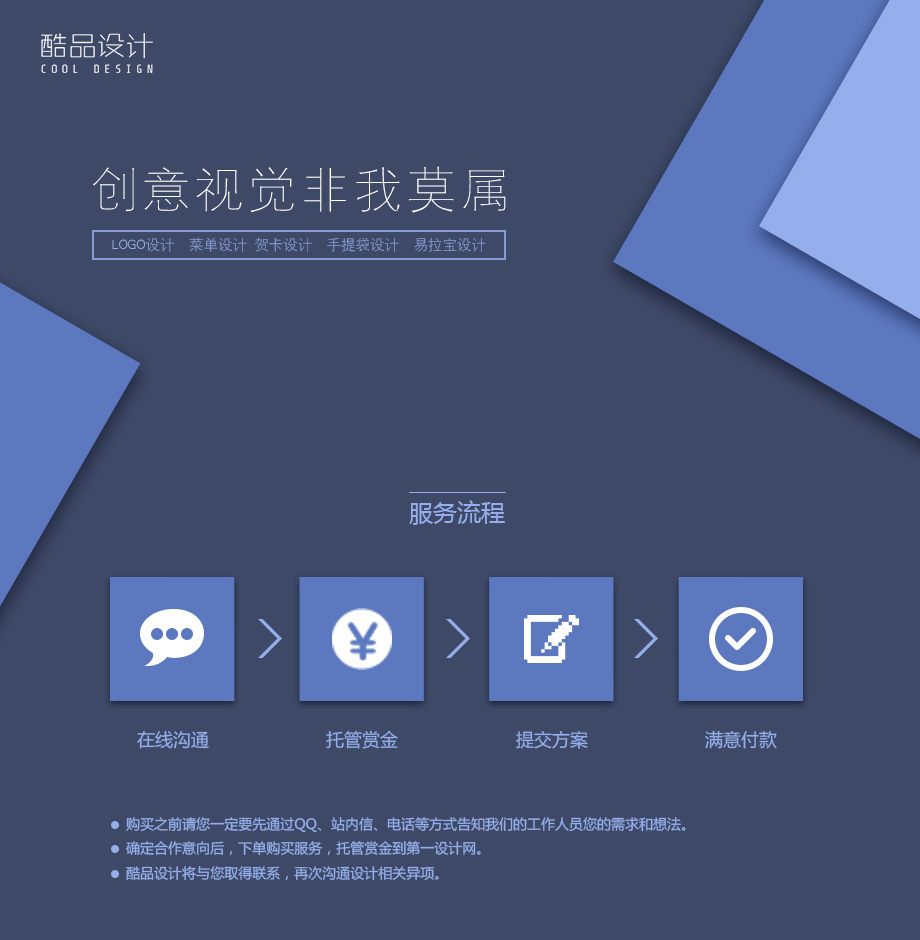 酷品设计
COOL DESIGN
创意视觉非我莫属
LOGO设计 菜单设计 贺卡设计 手提袋设计 易拉宝设计
服务流程
¥
在线沟通 托管赏金 提交方案 满意付款
购买之前请您一定要先通过QQ、站内信、电话等方式告知我们的工作人员您的需求和想法。
确定合作意向后，下单购买服务，托管赏金到第一设计网。
酷品设计将与您取得联系，再次沟通设计相关异项。